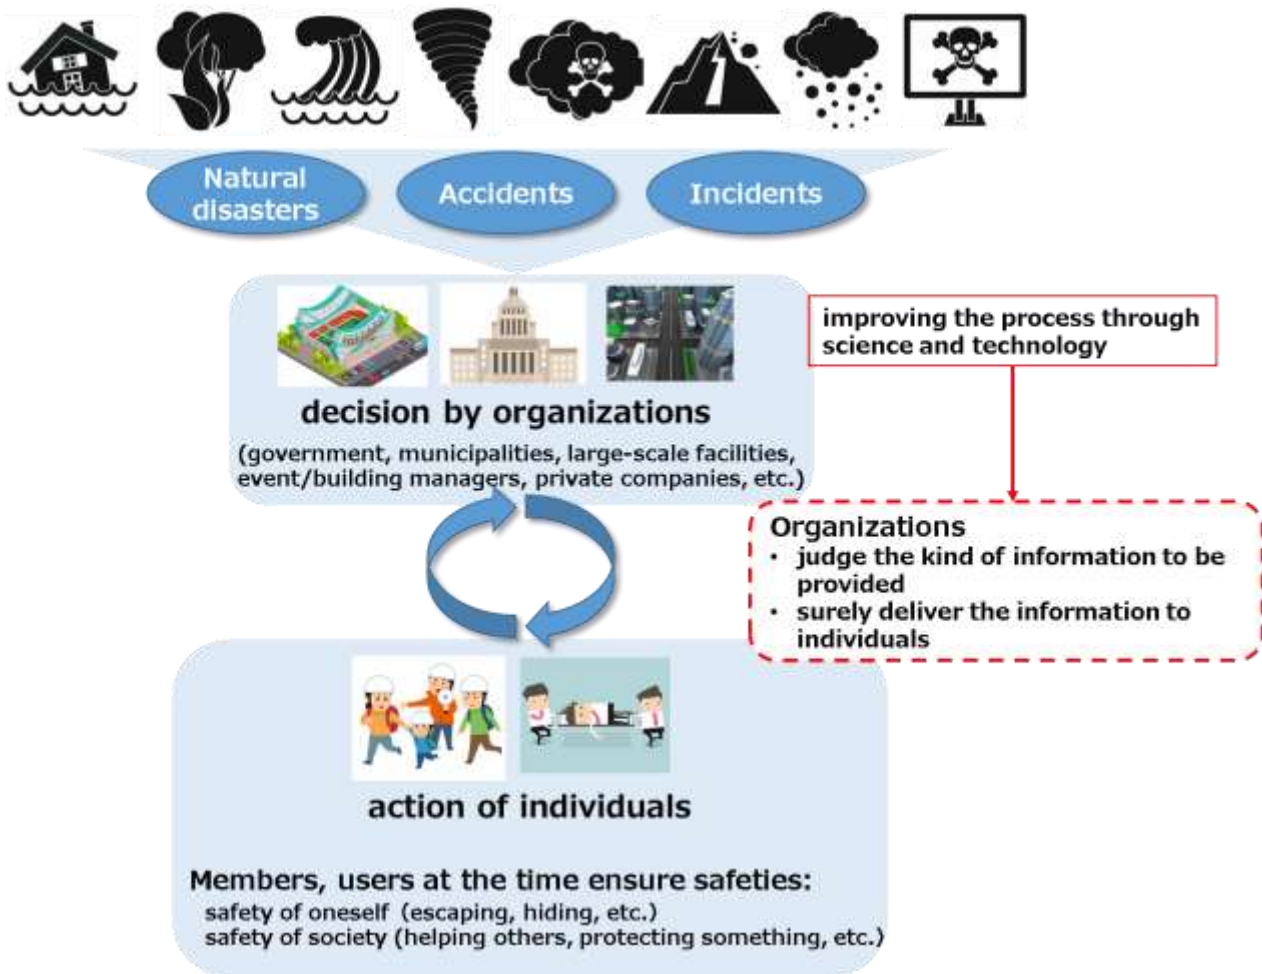 Natural
disasters
Accidents
Incidents
improving the process through
science and technology
decision by organizations
(government, municipalities, large-scale facilities,
event/building managers, private companies, etc.)
Organizations
• judge the kind of information to be
provided
• surely deliver the information to
individuals
action of individuals
Members, users at the time ensure safeties:
safety of oneself (escaping, hiding, etc.)
safety of society (helping others, protecting something, etc.)